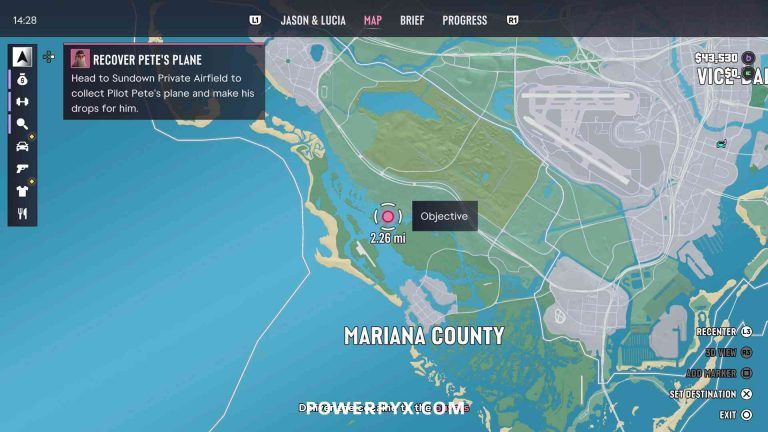 14:28
L1 JASON & LUCIA MAP BRIEF PROGRESS R1
RECOVER PETE'S PLANE
Head to Sundown Private Airfield to
collect Pilot Pete's plane and make his
drops for him.
$43,530
VICE
Objective
2.26 mi
MARIANA COUNTY
RECENTER L3
3D VIEW R3
ADD MARKER
SET DESTINATION
EXIT
POWERPYX.COM